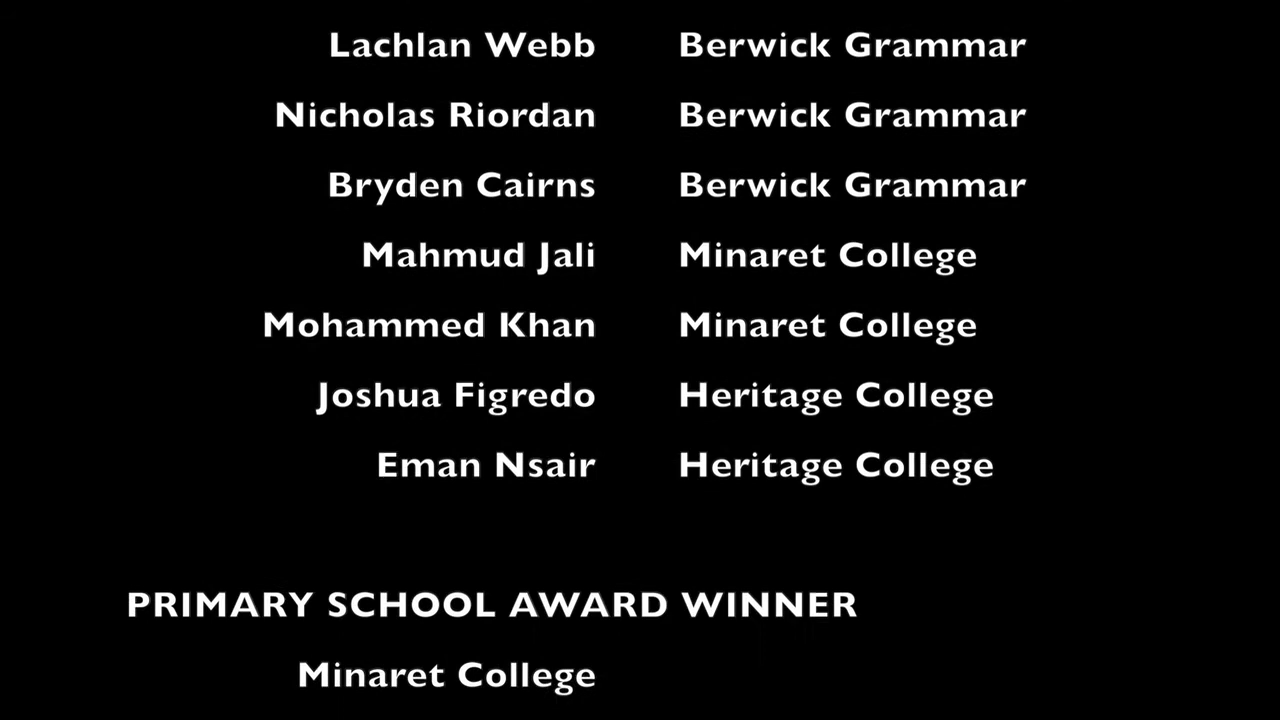 Lachlan Webb Berwick Grammar
Nicholas Riordan Berwick Grammar
Bryden Cairns Berwick Grammar
Mahmud Jali Minaret College
Mohammed Khan Minaret College
Joshua Figredo Heritage College
Eman Nsair Heritage College
PRIMARY SCHOOL AWARD WINNER
Minaret College